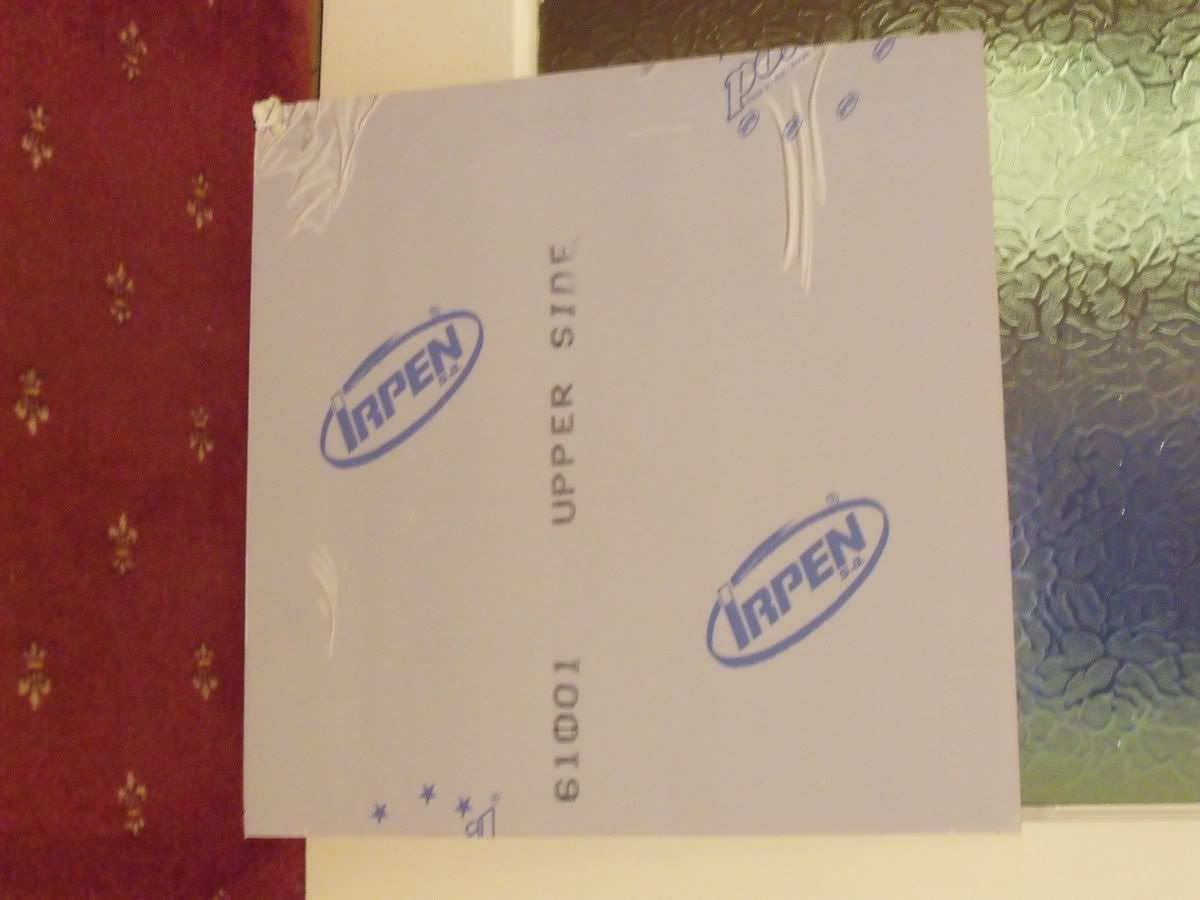 IRPEN
s.a.
®
61001 UPPER SIDE
IRPEN
s.a.
®